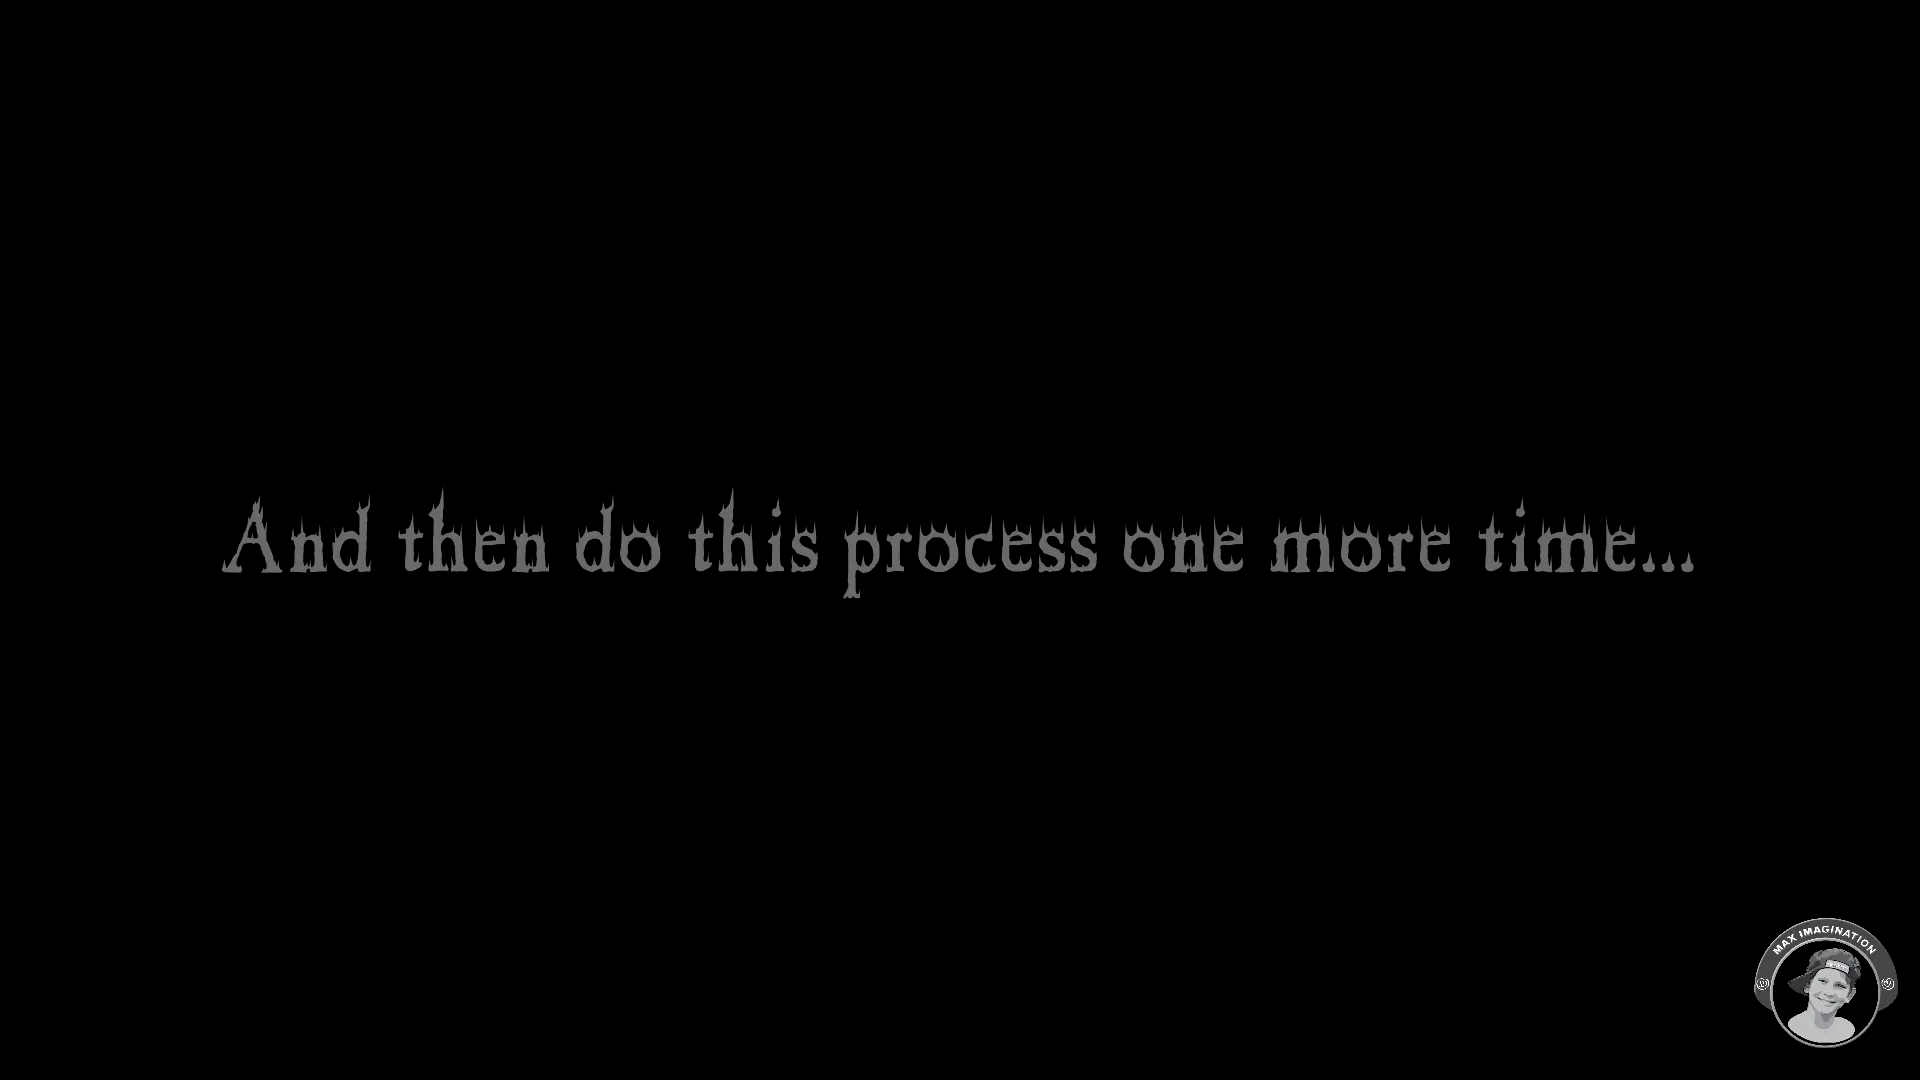 And then do this process one more time...
MAX IMAGINATION